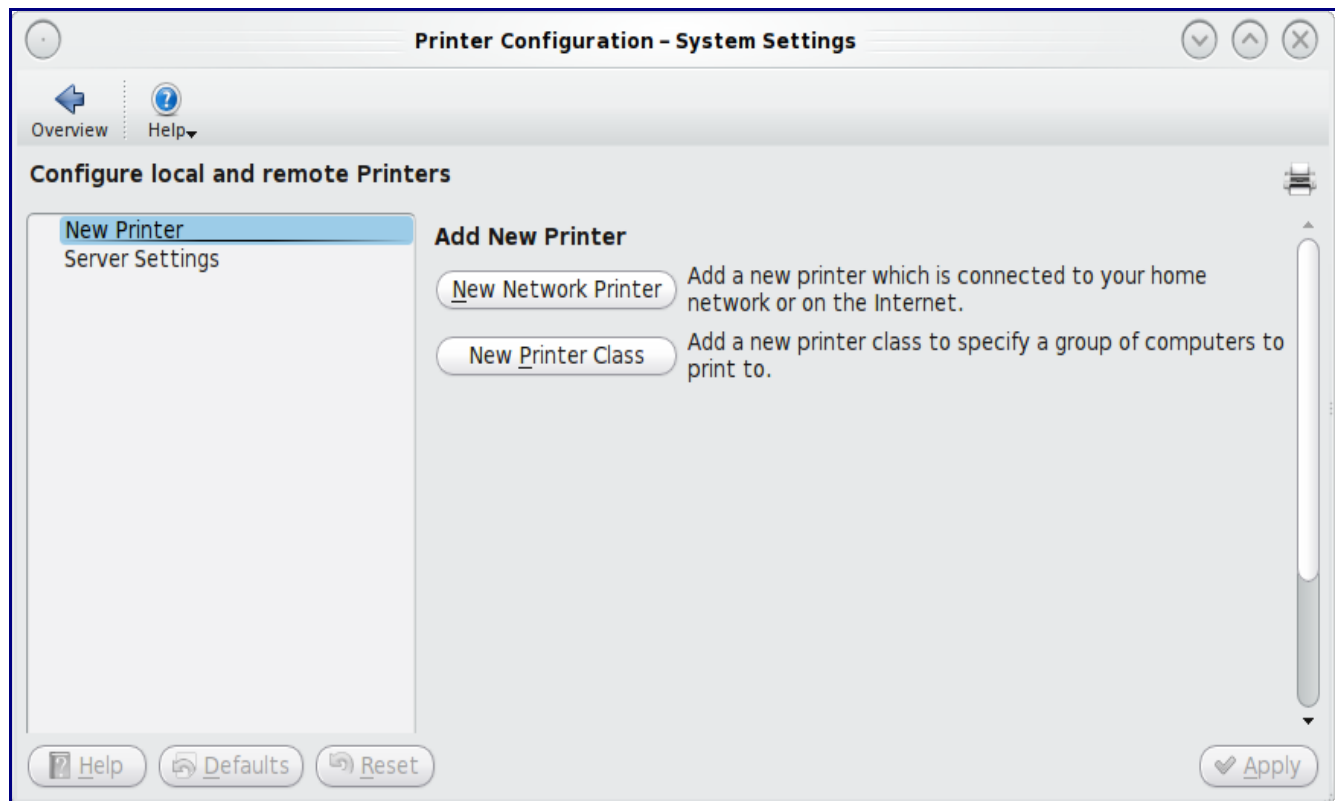 Printer Configuration – System Settings
Overview
Help
Configure local and remote Printers
New Printer
Server Settings
Add New Printer
New Network Printer
Add a new printer which is connected to your home
network or on the Internet.
New Printer Class
Add a new printer class to specify a group of computers to
print to.
Help
Defaults
Reset
Apply